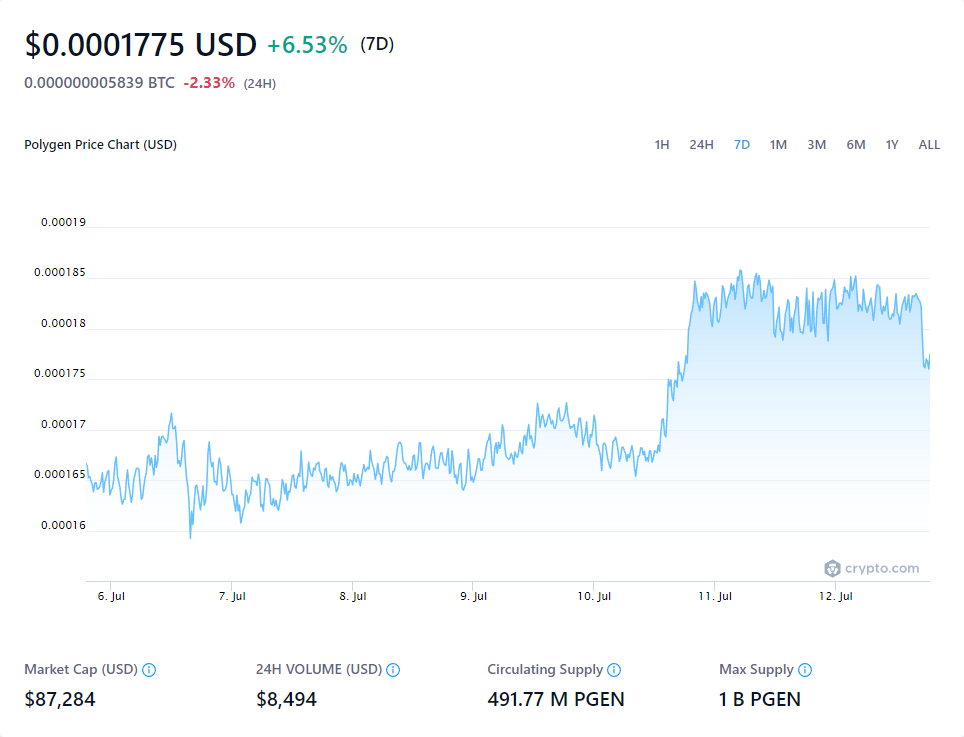 $0.0001775 USD +6.53% (7D)
0.000000005839 BTC -2.33% (24H)
Polygen Price Chart (USD) 1H 24H 7D 1M 3M 6M 1Y ALL
0.00019
0.000185
0.00018
0.000175
0.00017
0.000165
0.00016
crypto.com
6. Jul 7. Jul 8. Jul 9. Jul 10. Jul 11. Jul 12. Jul
Market Cap (USD) 24H VOLUME (USD) Circulating Supply Max Supply
$87,284 $8,494 491.77 M PGEN 1 B PGEN